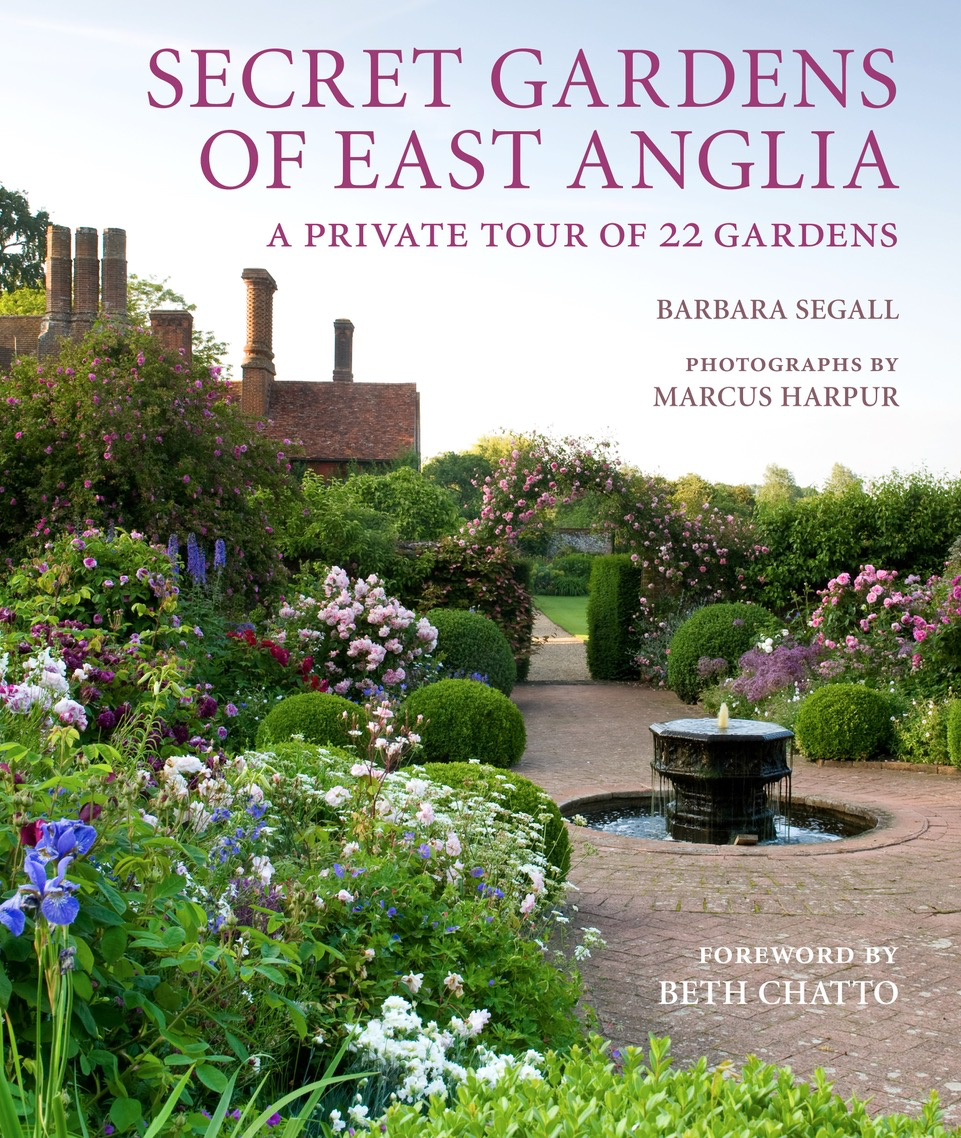 SECRET GARDENS
OF EAST ANGLIA
A PRIVATE TOUR OF 22 GARDENS
BARBARA SEGALL
PHOTOGRAPHS BY
MARCUS HARPUR
FOREWORD BY
BETH CHATTO